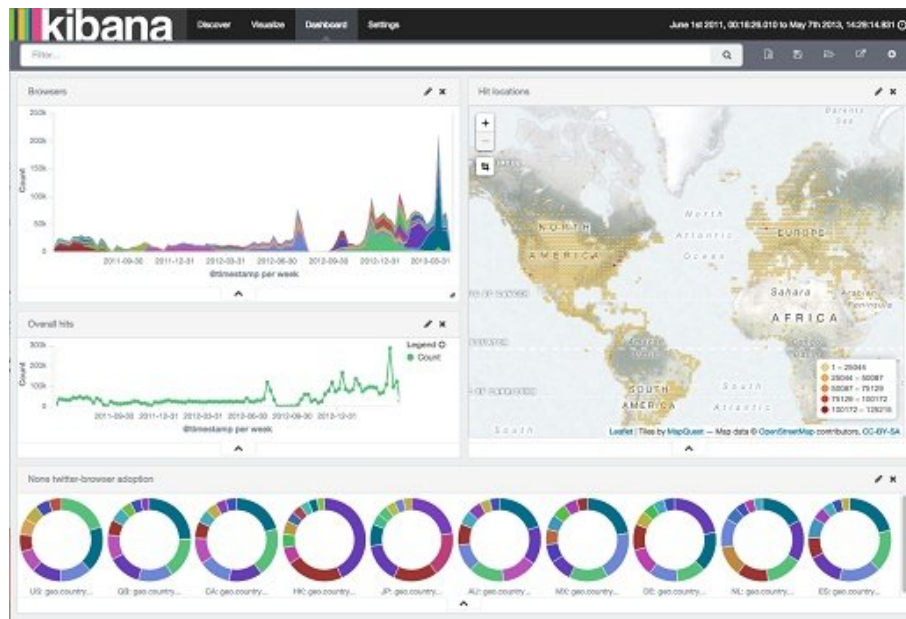 kibana Discover Visualize Dashboard Settings June 1st 2011, 00:16:26.010 to May 7th 2013, 14:29:14.931
Filter...
Browsers
250k
200k
150k
100k
50k
0
Count
2011-09-30 2011-12-31 2012-03-31 2012-06-30 2012-09-30 2012-12-31 2013-03-31
@timestamp per week
Overall hits
300k
200k
100k
0
Count
Legend
Count
2011-09-30 2011-12-31 2012-03-31 2012-06-30 2012-09-30 2012-12-31
@timestamp per week
Hit locations
+
−
Barents
Sea
North
Atlantic
Ocean
NORTH
AMERICA
EUROPE
Sahara
Arabian
Peninsula
AFRICA
SOUTH
AMERICA
South
Atlantic
South
1 – 25044
25044 – 50087
50087 – 75129
75129 – 100172
100172 – 125215
Leaflet | Tiles by MapQuest — Map data © OpenStreetMap contributors, CC-BY-SA
None twitter-browser adoption
US: geo.country... GB: geo.country... CA: geo.country... HK: geo.country... JP: geo.country... AU: geo.country... MX: geo.country... DE: geo.country... NL: geo.country... ES: geo.country...